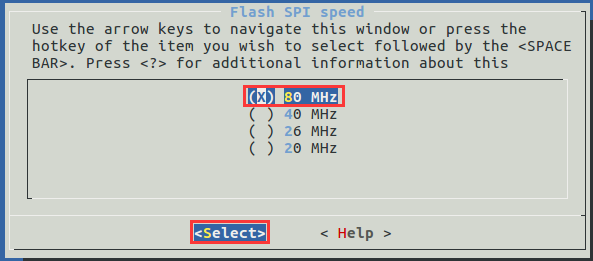 Flash SPI speed
Use the arrow keys to navigate this window or press the
hotkey of the item you wish to select followed by the <SPACE
BAR>. Press <?> for additional information about this
(X) 80 MHz
( ) 40 MHz
( ) 26 MHz
( ) 20 MHz
<Select> < Help >